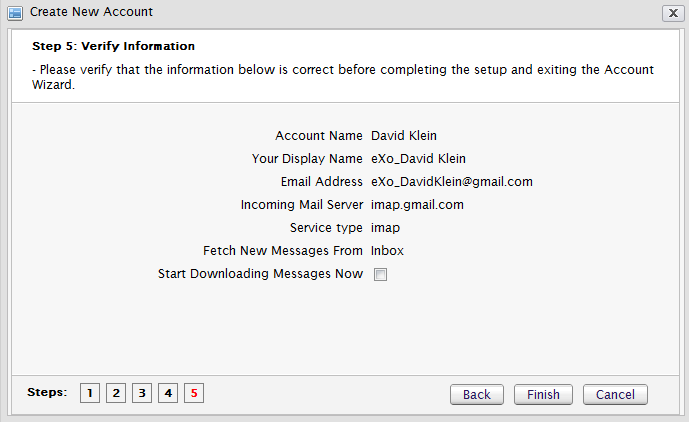 Create New Account
X
Step 5: Verify Information
- Please verify that the information below is correct before completing the setup and exiting the Account
Wizard.
Account Name David Klein
Your Display Name eXo_David Klein
Email Address eXo_DavidKlein@gmail.com
Incoming Mail Server imap.gmail.com
Service type imap
Fetch New Messages From Inbox
Start Downloading Messages Now
Steps: 1 2 3 4 5 Back Finish Cancel